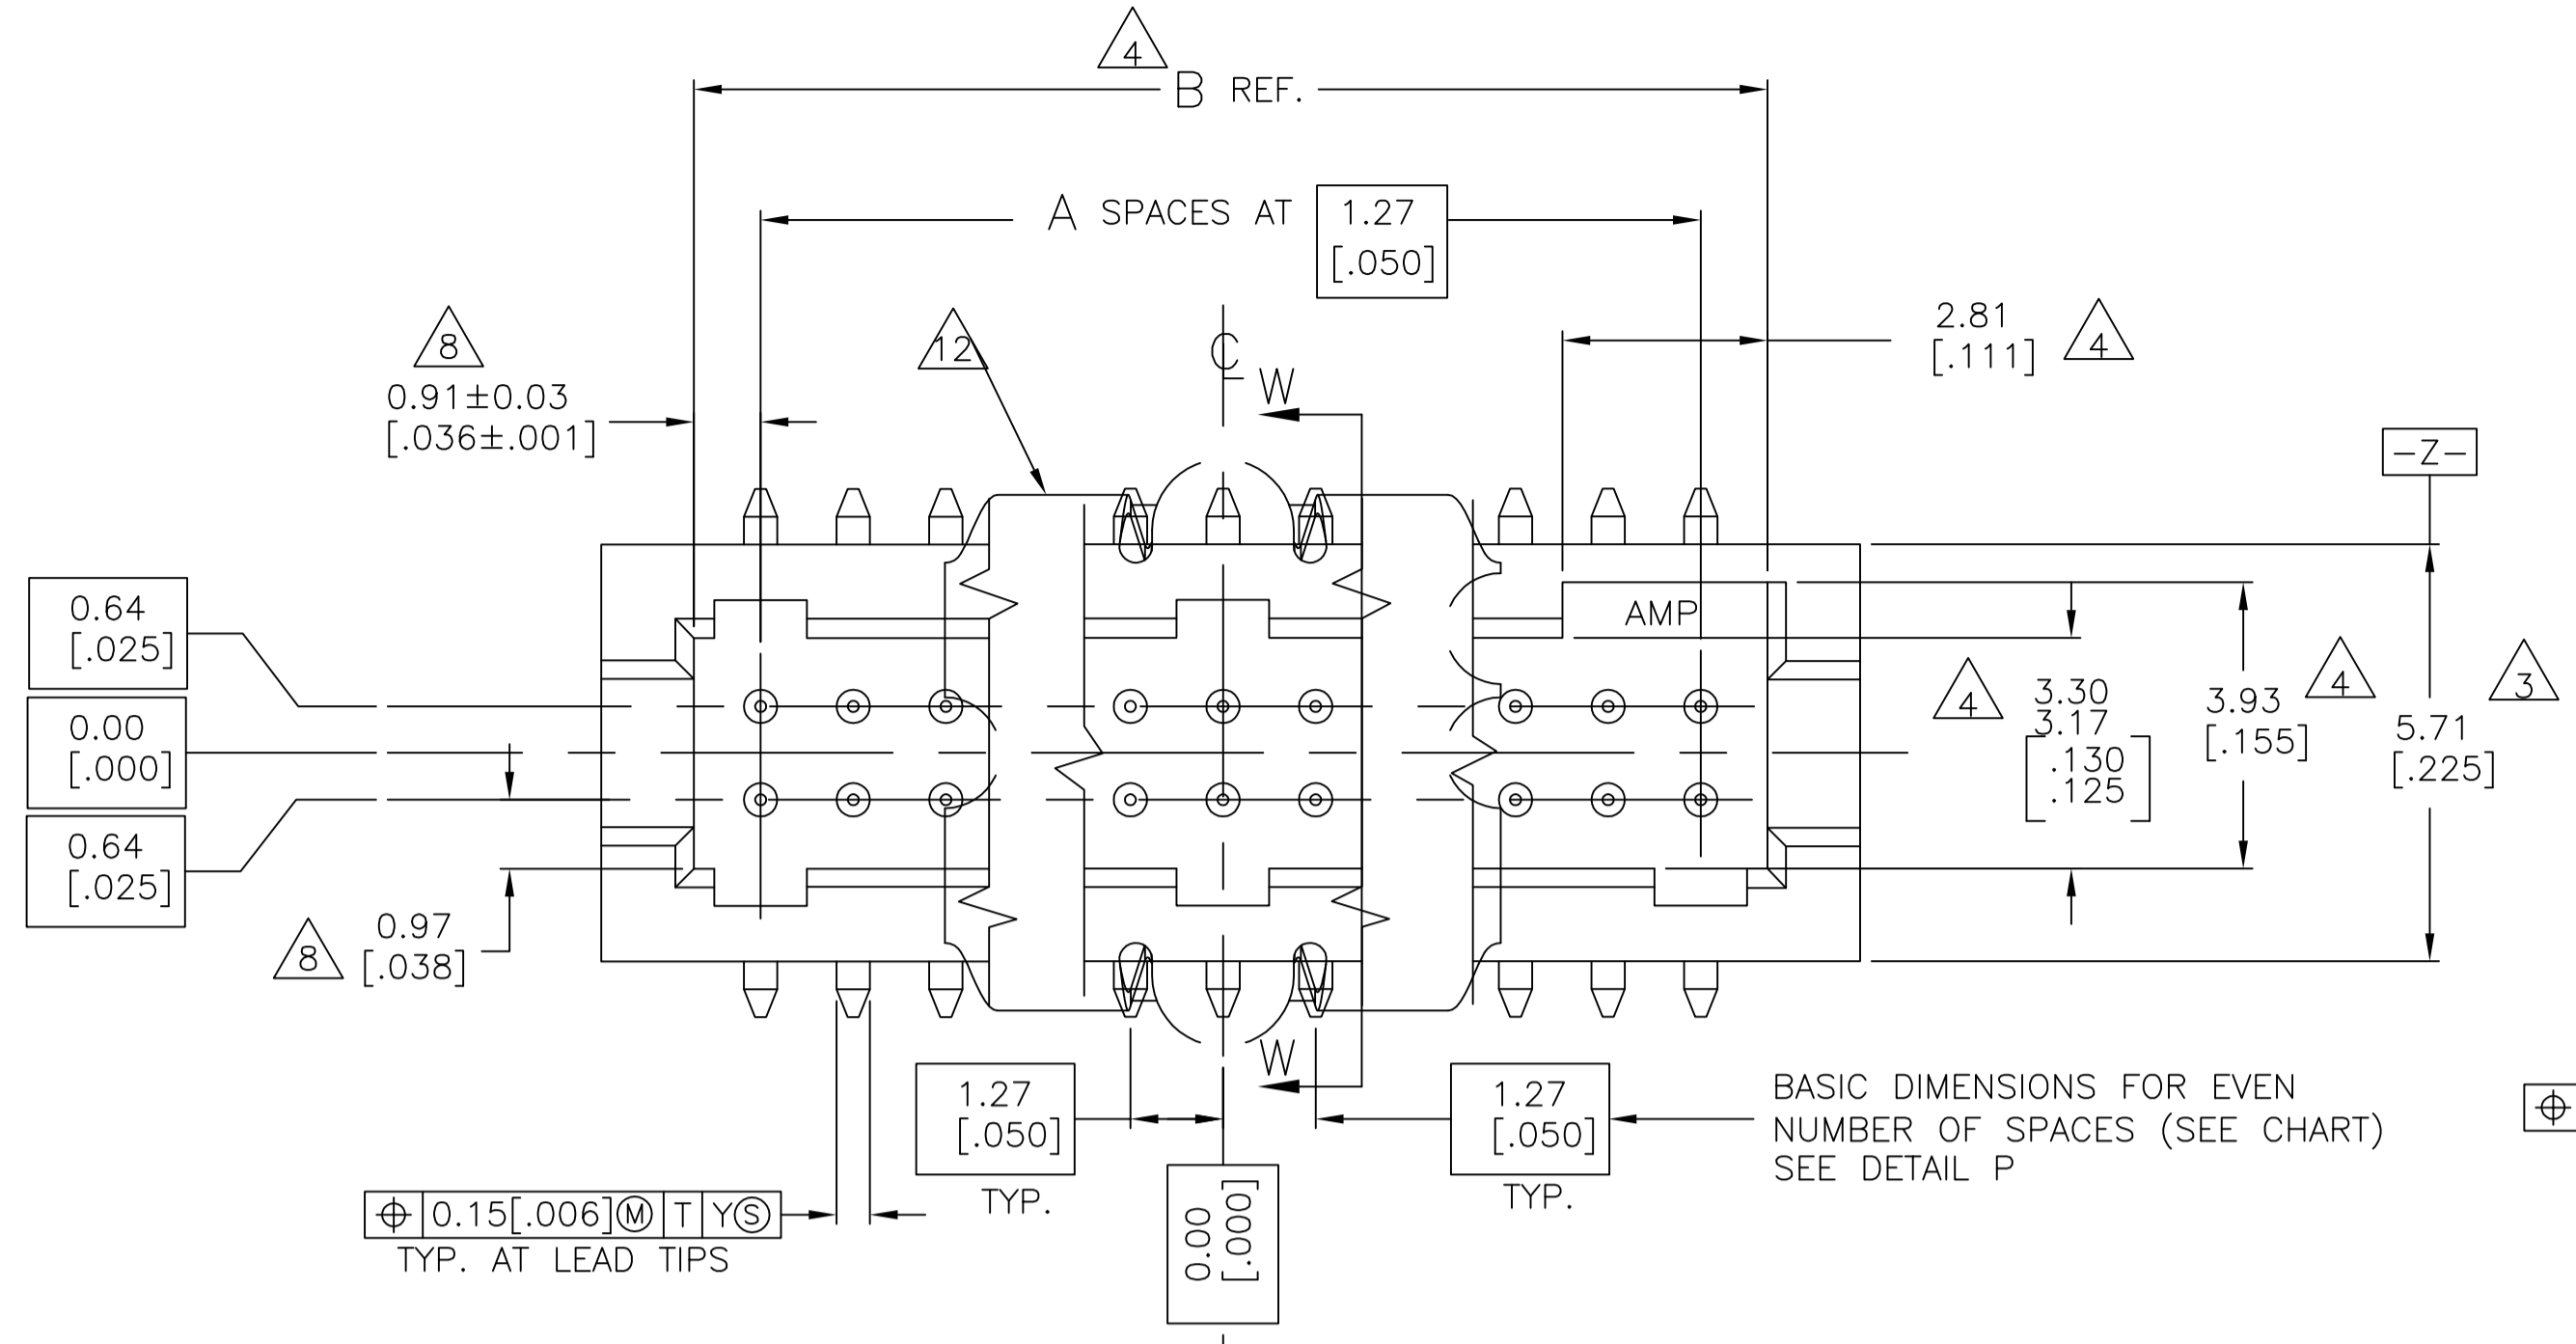 4
B REF.
A SPACES AT
1.27
[.050]
8
0.91±0.03
[.036±.001]
12
C
L
W
2.81
[.111]
4
-Z-
0.64
[.025]
AMP
0.00
[.000]
4
3.30
3.17
[.130
.125]
3.93
[.155]
4
3
5.71
[.225]
0.64
[.025]
8
0.97
[.038]
W
1.27
[.050]
TYP.
1.27
[.050]
TYP.
BASIC DIMENSIONS FOR EVEN
NUMBER OF SPACES (SEE CHART)
SEE DETAIL P
⌖
⌖ 0.15[.006]Ⓜ T YⓈ
TYP. AT LEAD TIPS
0.00
[.000]